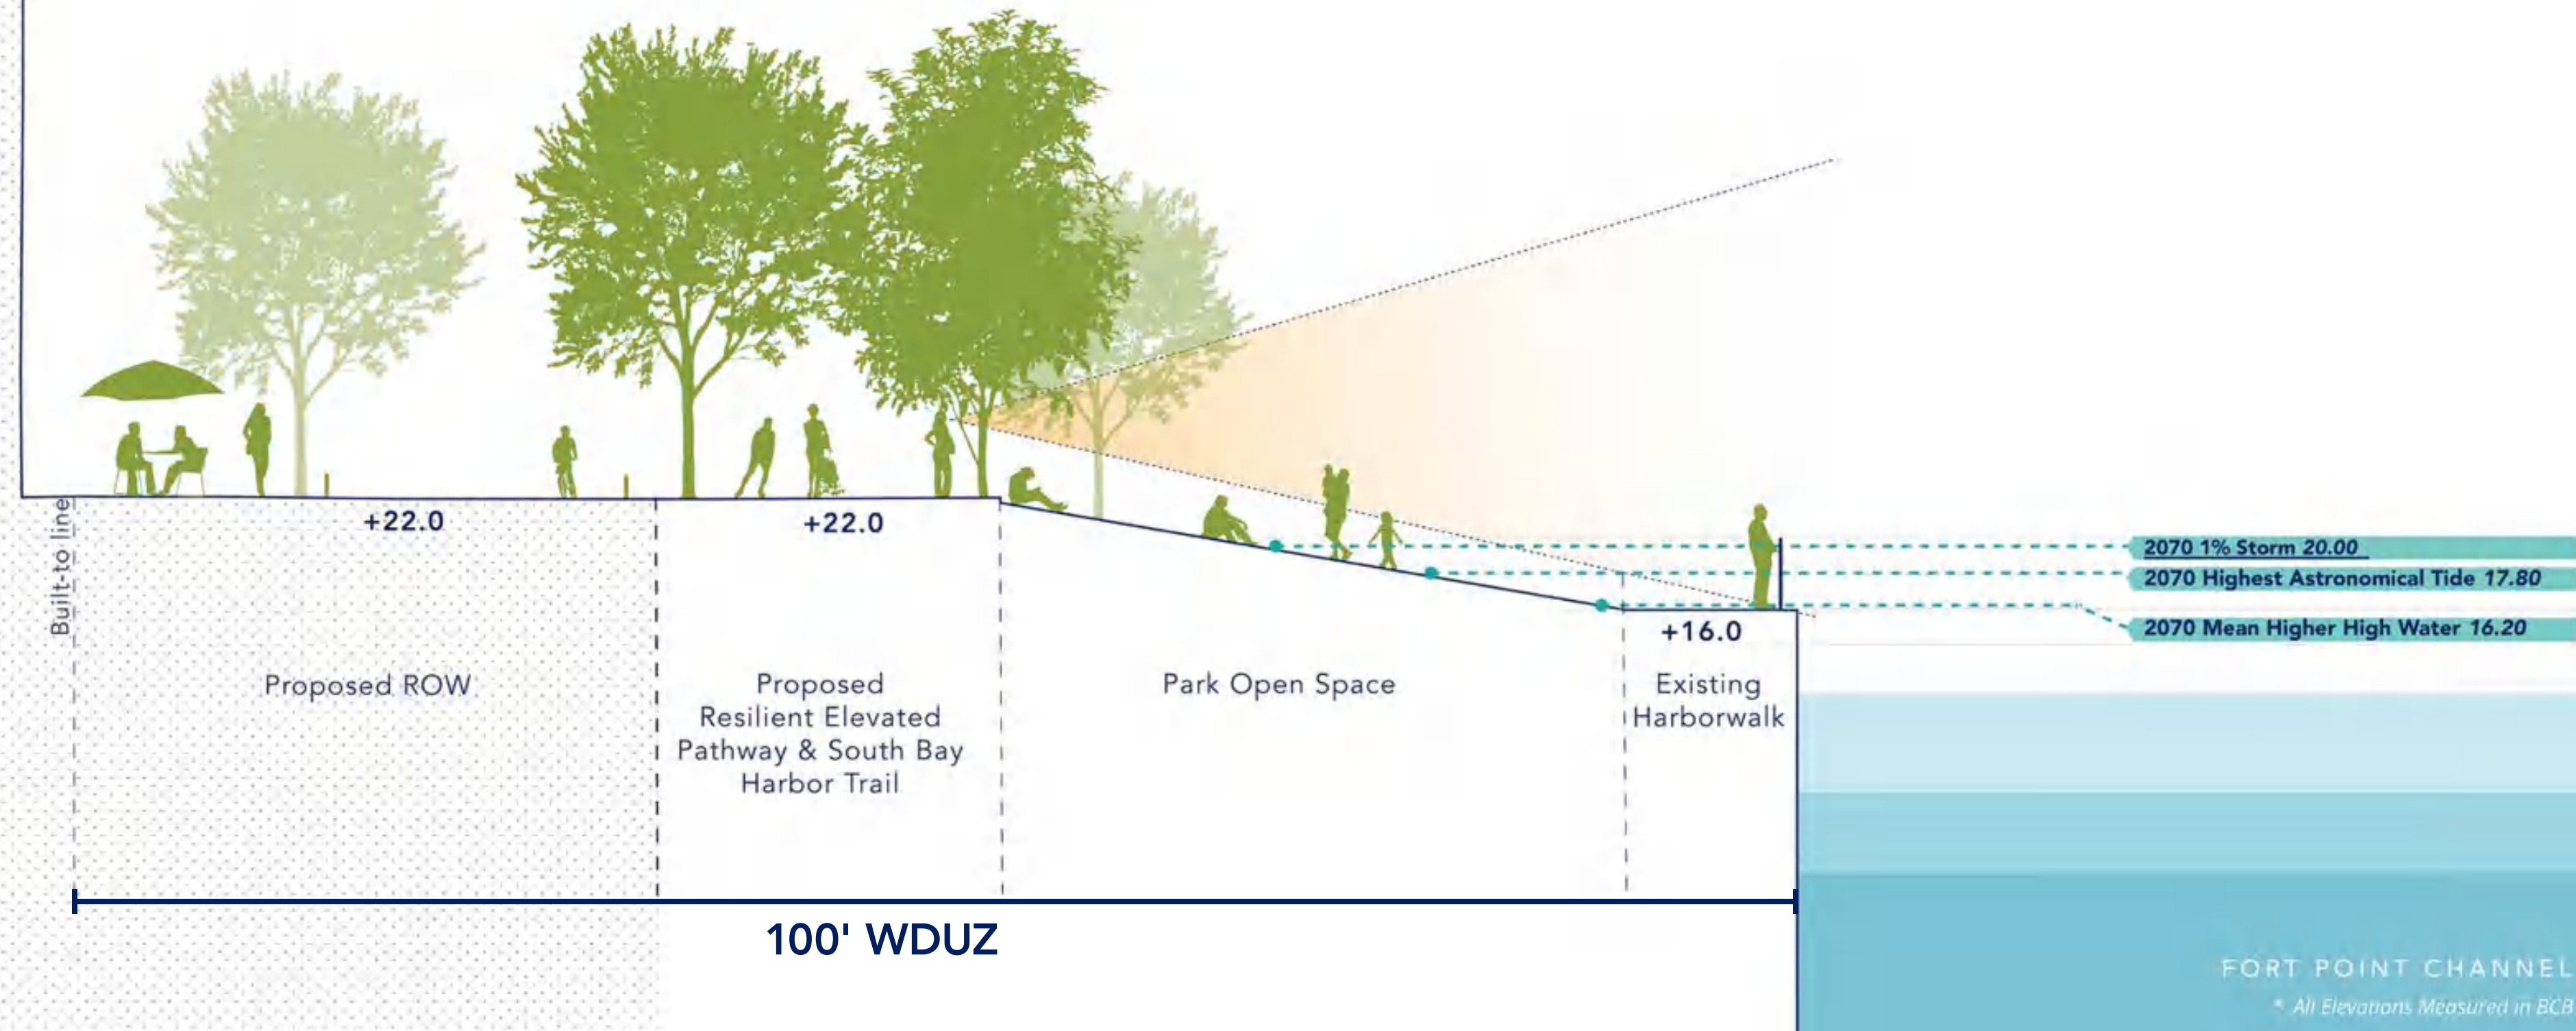 Built-to line
+22.0
+22.0
+16.0
2070 1% Storm 20.00
2070 Highest Astronomical Tide 17.80
2070 Mean Higher High Water 16.20
Proposed ROW
Proposed
Resilient Elevated
Pathway & South Bay
Harbor Trail
Park Open Space
Existing
Harborwalk
100' WDUZ
FORT POINT CHANNEL
* All Elevations Measured in BCB